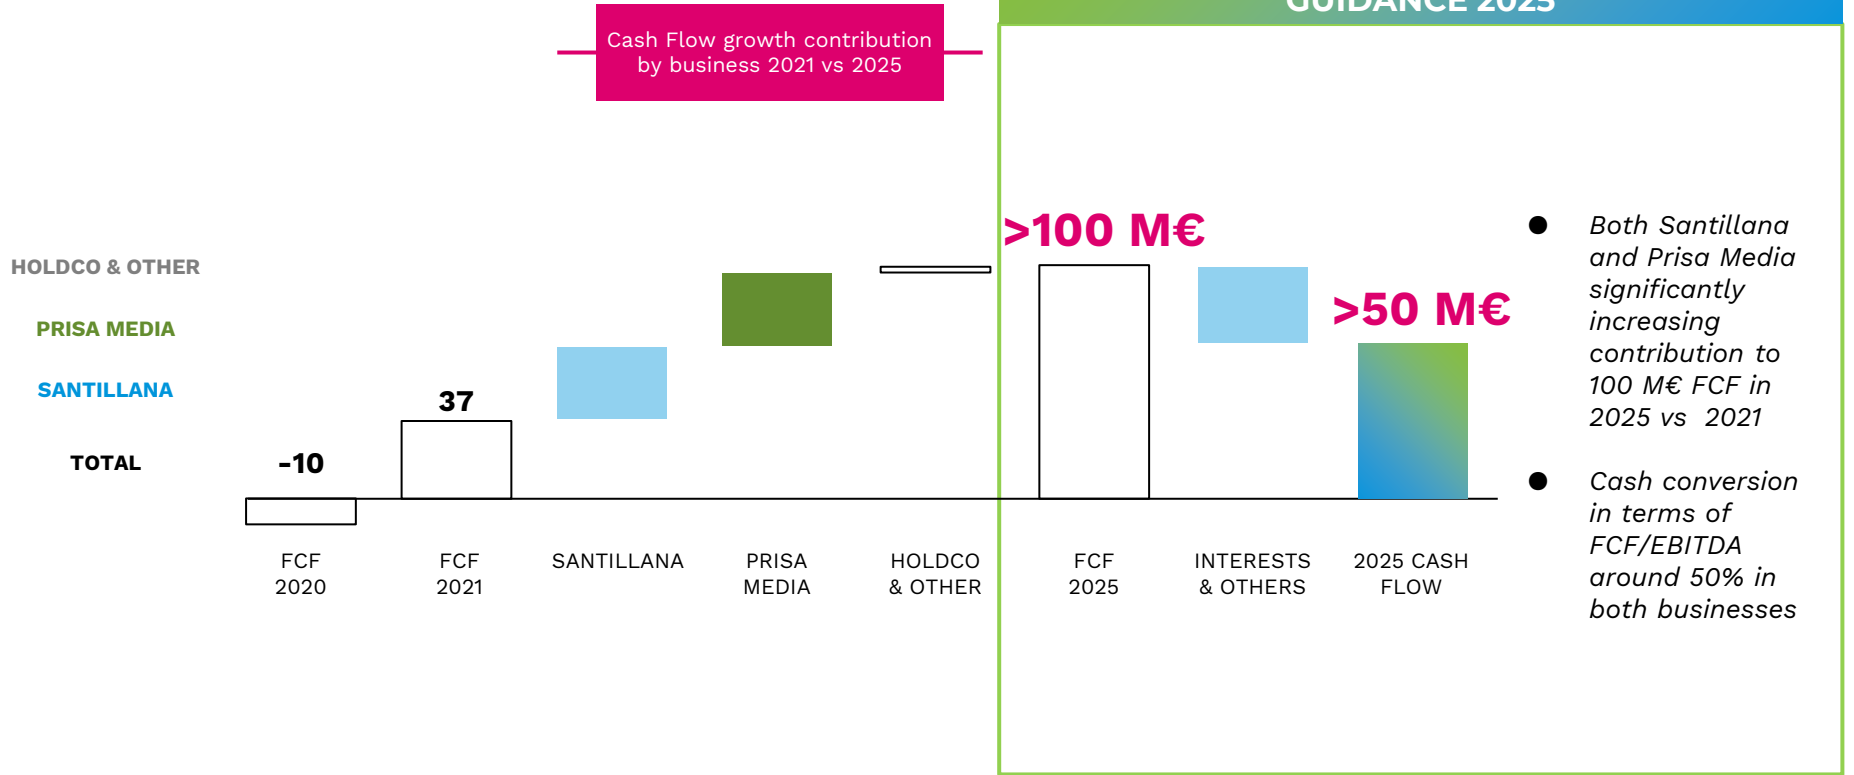 GUIDANCE 2025
Cash Flow growth contribution
by business 2021 vs 2025
HOLDCO & OTHER
PRISA MEDIA
SANTILLANA
TOTAL
-10
37
>100 M€
>50 M€
FCF
2020
FCF
2021
SANTILLANA
PRISA
MEDIA
HOLDCO
& OTHER
FCF
2025
INTERESTS
& OTHERS
2025 CASH
FLOW
● Both Santillana
and Prisa Media
significantly
increasing
contribution to
100 M€ FCF in
2025 vs 2021
● Cash conversion
in terms of
FCF/EBITDA
around 50% in
both businesses